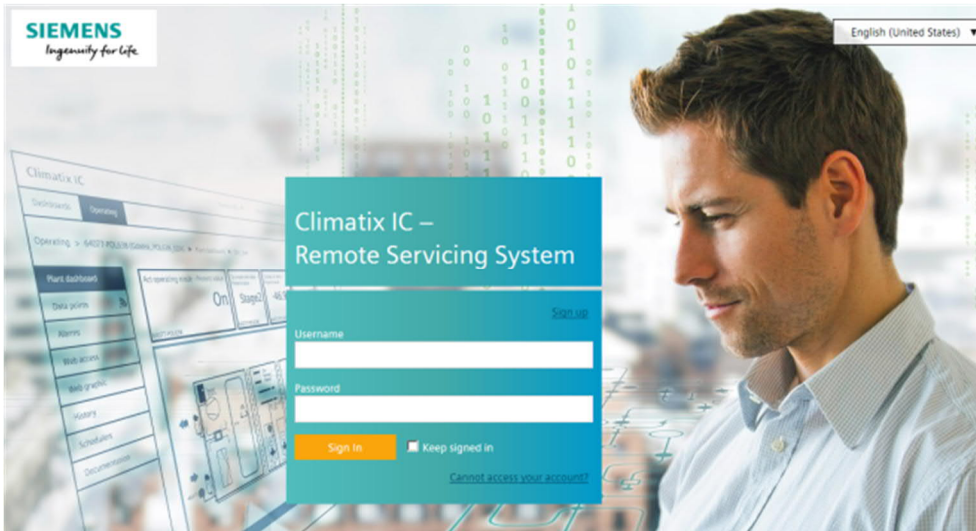 SIEMENS
Ingenuity for life
English (United States)
Climatix IC
Dashboards Operating
Plant dashboard
Data points
Alarms
Web access
Web graphic
History
Schedulers
Documentation
On
Stage2
Climatix IC –
Remote Servicing System
Sign up
Username
Password
Sign In
Keep signed in
Cannot access your account?